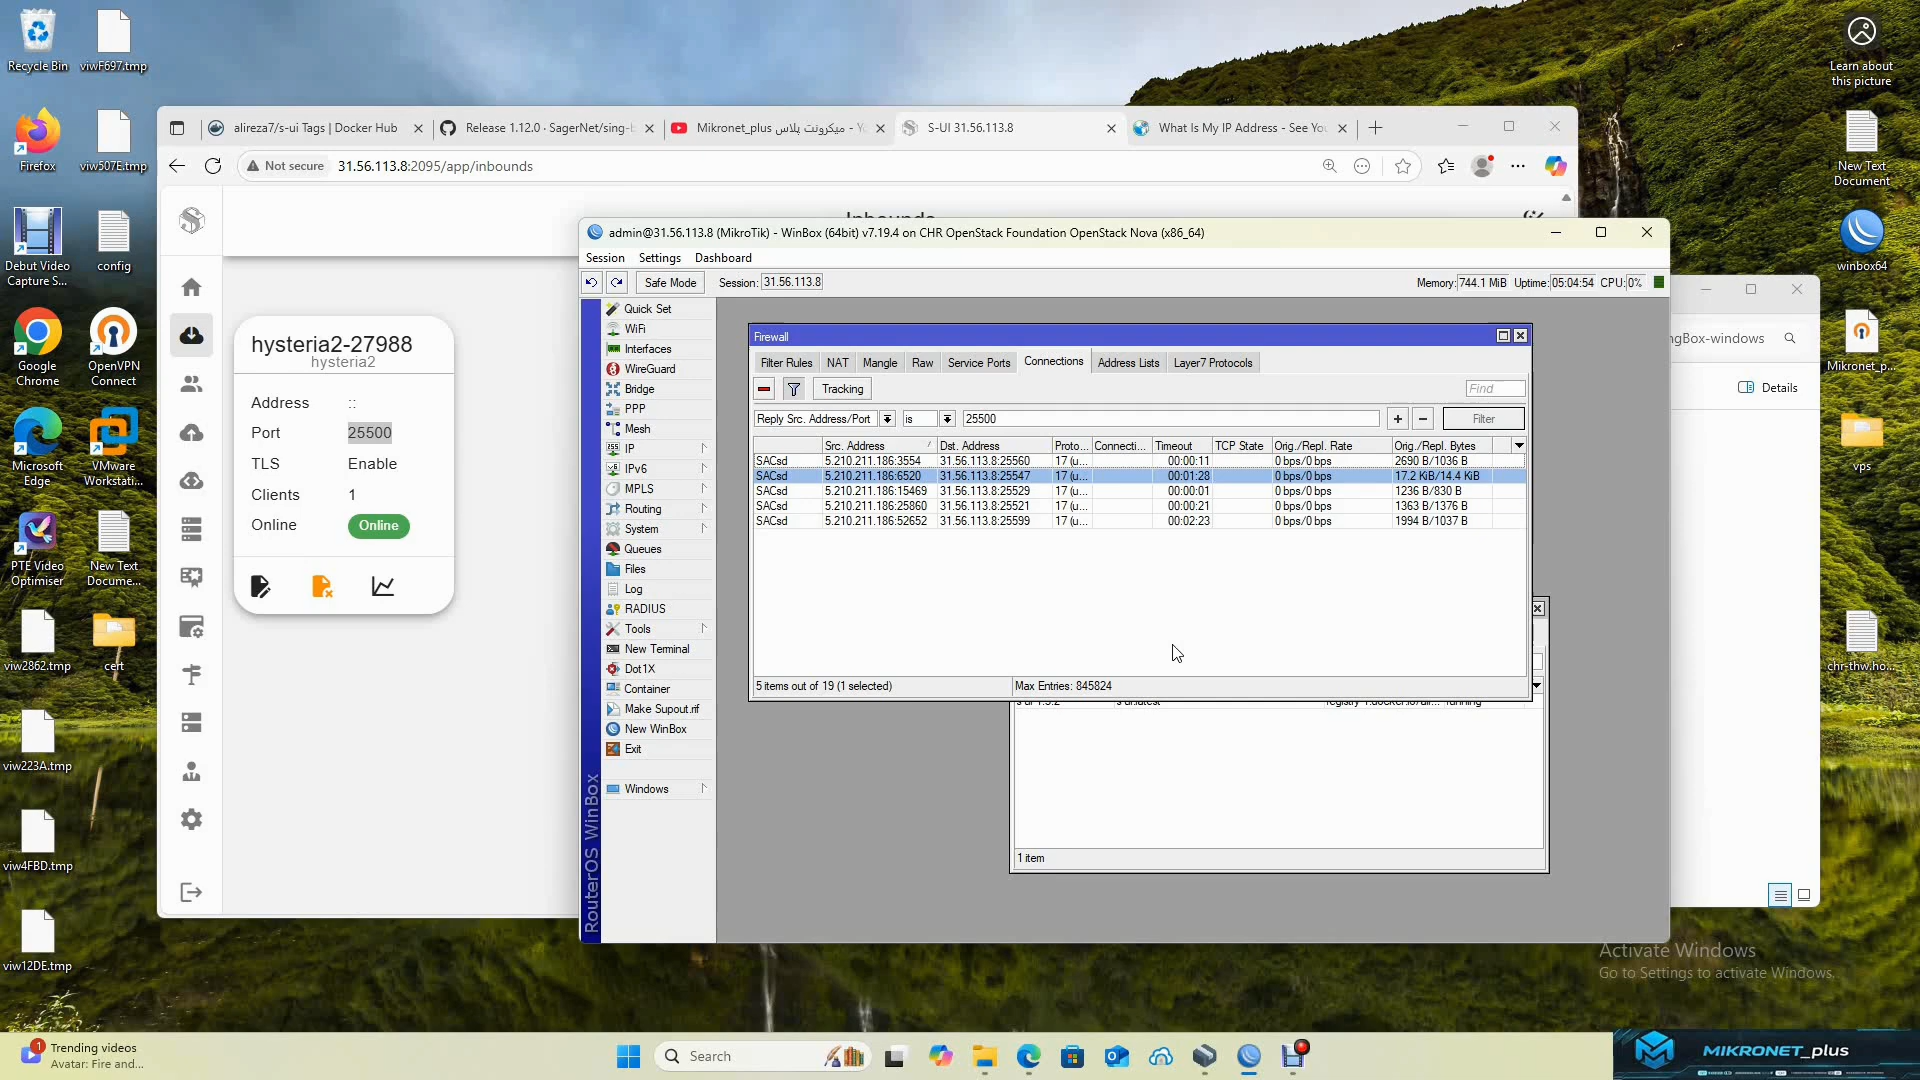 Recycle Bin
viwF697.tmp
Firefox
viw507E.tmp
Debut Video
Capture S...
config
Google
Chrome
OpenVPN
Connect
Microsoft
Edge
VMware
Workstati...
PTE Video
Optimiser
New Text
Docume...
viw2862.tmp
cert
viw223A.tmp
viw4FBD.tmp
viw12DE.tmp
Learn about
this picture
New Text
Document
winbox64
Mikronet_p...
vps
chr-thw.ho...
alireza7/s-ui Tags | Docker Hub
Release 1.12.0 · SagerNet/sing-b
Mikronet_plus میکرونت پلاس - Yo
S-UI 31.56.113.8
What Is My IP Address - See You
Not secure
31.56.113.8:2095/app/inbounds
Inbounds
hysteria2-27988
hysteria2
Address ::
Port 25500
TLS Enable
Clients 1
Online Online
admin@31.56.113.8 (MikroTik) - WinBox (64bit) v7.19.4 on CHR OpenStack Foundation OpenStack Nova (x86_64)
Session Settings Dashboard
Safe Mode Session: 31.56.113.8 Memory: 744.1 MiB Uptime: 05:04:54 CPU: 0%
Quick Set
WiFi
Interfaces
WireGuard
Bridge
PPP
Mesh
IP
IPv6
MPLS
Routing
System
Queues
Files
Log
RADIUS
Tools
New Terminal
Dot1X
Container
Make Supout.rif
New WinBox
Exit
Windows
RouterOS WinBox
Firewall
Filter Rules NAT Mangle Raw Service Ports Connections Address Lists Layer7 Protocols
Tracking Find
Reply Src. Address/Port is 25500 + - Filter
Src. Address Dst. Address Proto... Connecti... Timeout TCP State Orig./Repl. Rate Orig./Repl. Bytes
SACsd 5.210.211.186:3554 31.56.113.8:25560 17 (u... 00:00:11 0 bps/0 bps 2690 B/1036 B
SACsd 5.210.211.186:6520 31.56.113.8:25547 17 (u... 00:01:28 0 bps/0 bps 17.2 KiB/14.4 KiB
SACsd 5.210.211.186:15469 31.56.113.8:25529 17 (u... 00:00:01 0 bps/0 bps 1236 B/830 B
SACsd 5.210.211.186:25860 31.56.113.8:25521 17 (u... 00:00:21 0 bps/0 bps 1363 B/1376 B
SACsd 5.210.211.186:52652 31.56.113.8:25599 17 (u... 00:02:23 0 bps/0 bps 1994 B/1037 B
5 items out of 19 (1 selected) Max Entries: 845824
running
1 item
ngBox-windows
Details
Activate Windows
Go to Settings to activate Windows.
1
Trending videos
Avatar: Fire and...
Search
MIKRONET_plus